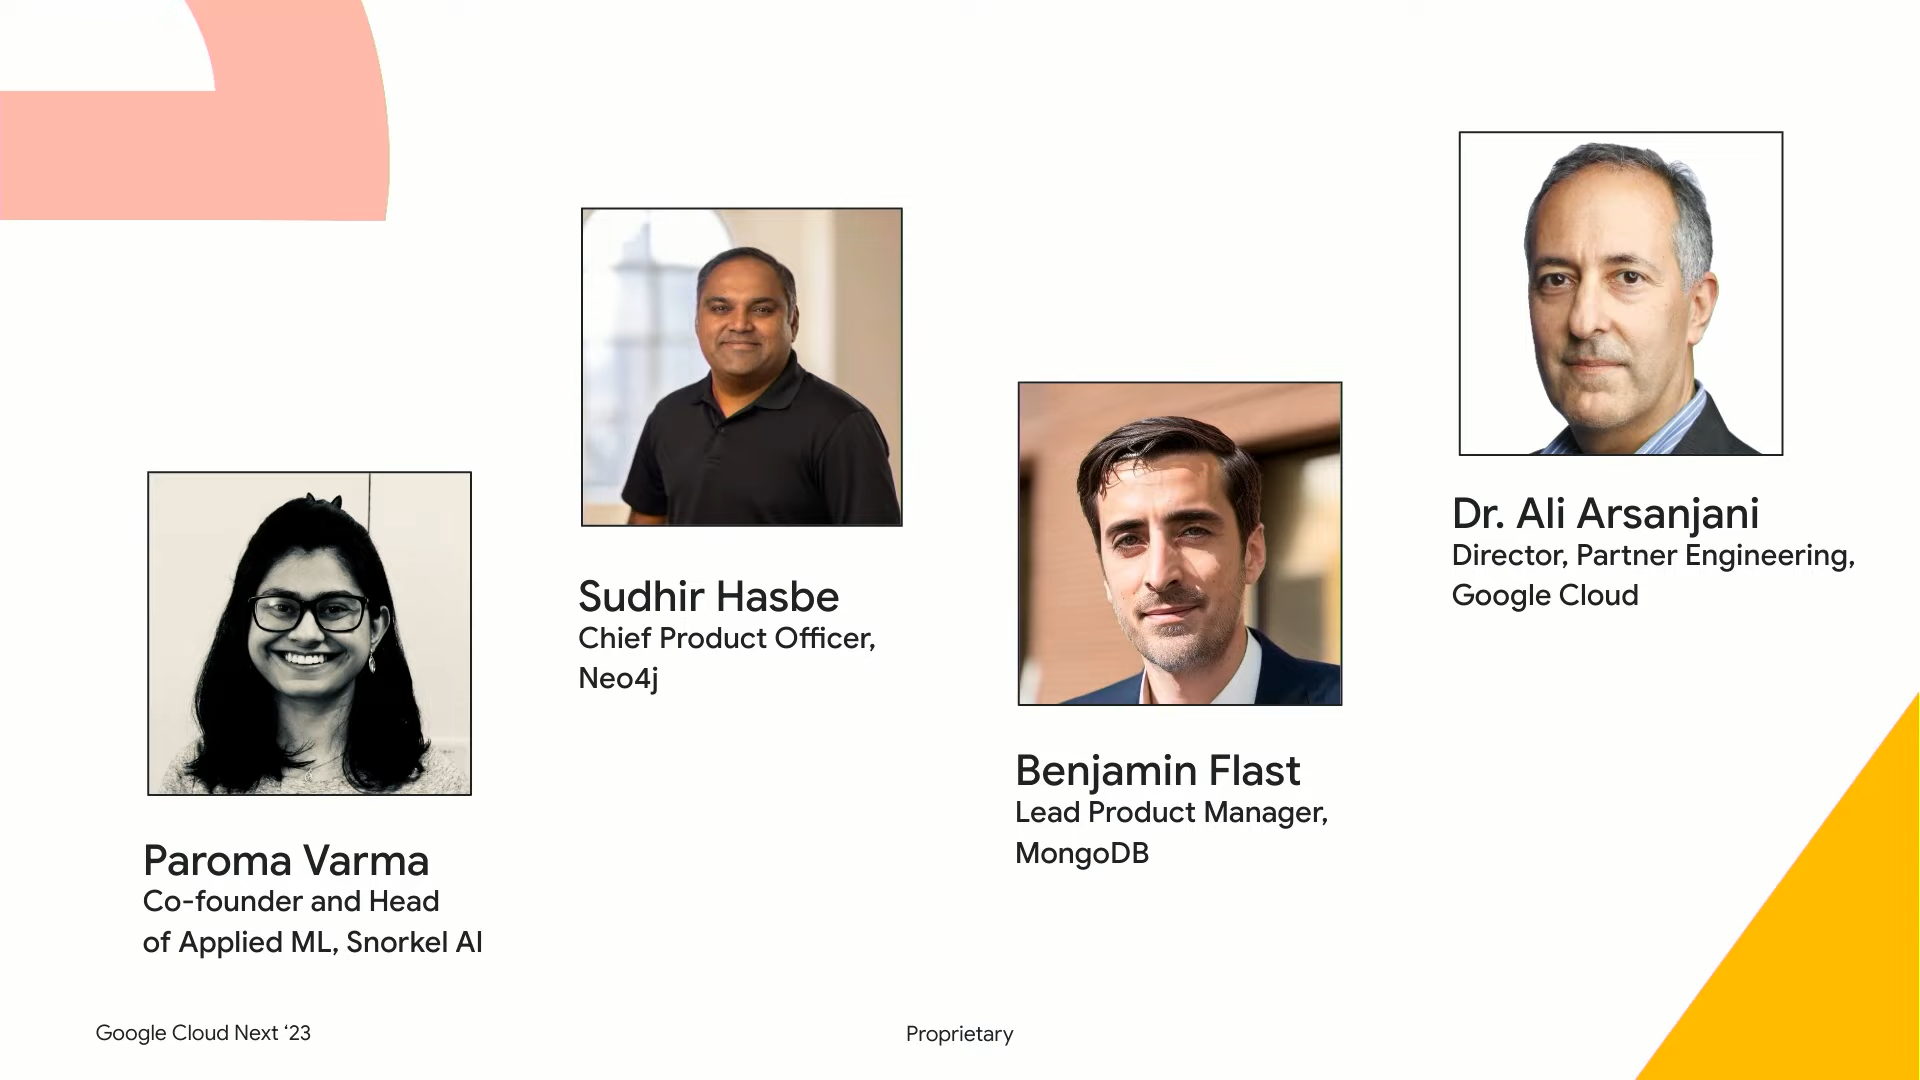 Paroma Varma
Co-founder and Head
of Applied ML, Snorkel AI
Sudhir Hasbe
Chief Product Officer,
Neo4j
Benjamin Flast
Lead Product Manager,
MongoDB
Dr. Ali Arsanjani
Director, Partner Engineering,
Google Cloud
Google Cloud Next ‘23
Proprietary